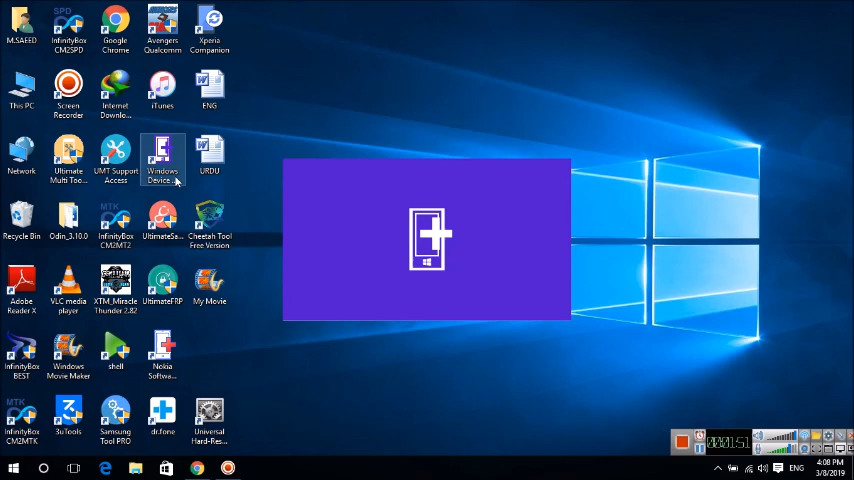 M.SAEED
InfinityBox
CM2SPD
Google
Chrome
Avengers
Qualcomm
Xperia
Companion
This PC
Screen
Recorder
Internet
Downlo...
iTunes
ENG
Network
Ultimate
Multi Too...
UMT Support
Access
Windows
Device ...
URDU
Recycle Bin
Odin_3.10.0
InfinityBox
CM2MT2
UltimateSa...
Cheetah Tool
Free Version
Adobe
Reader X
VLC media
player
XTM_Miracle
Thunder 2.82
UltimateFRP
My Movie
InfinityBox
BEST
Windows
Movie Maker
shell
Nokia
Softwa...
InfinityBox
CM2MTK
3uTools
Samsung
Tool PRO
dr.fone
Universal
Hard-Res...
SPD
MTK
MTK
ENG
4:08 PM
3/8/2019